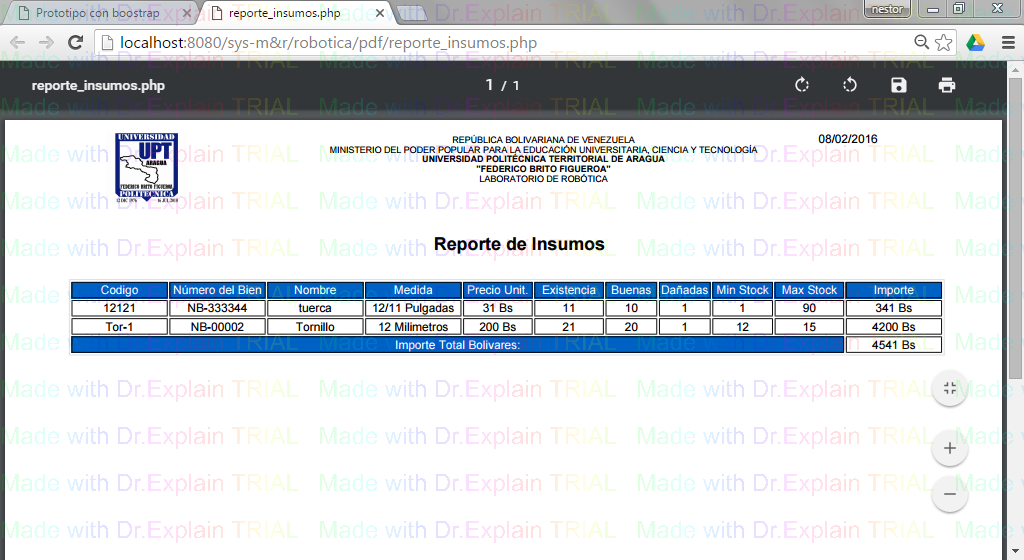 Prototipo con boostrap
reporte_insumos.php
nestor
localhost:8080/sys-m&r/robotica/pdf/reporte_insumos.php
reporte_insumos.php
1 / 1
UNIVERSIDAD
UPT
ARAGUA
FEDERICO BRITO FIGUEROA
POLITECNICA
REPÚBLICA BOLIVARIANA DE VENEZUELA
MINISTERIO DEL PODER POPULAR PARA LA EDUCACIÓN UNIVERSITARIA, CIENCIA Y TECNOLOGÍA
UNIVERSIDAD POLITÉCNICA TERRITORIAL DE ARAGUA
"FEDERICO BRITO FIGUEROA"
LABORATORIO DE ROBÓTICA
08/02/2016
Reporte de Insumos
Codigo Número del Bien Nombre Medida Precio Unit. Existencia Buenas Dañadas Min Stock Max Stock Importe
12121 NB-333344 tuerca 12/11 Pulgadas 31 Bs 11 10 1 1 90 341 Bs
Tor-1 NB-00002 Tornillo 12 Milimetros 200 Bs 21 20 1 12 15 4200 Bs
Importe Total Bolivares: 4541 Bs
Made with Dr.Explain TRIAL